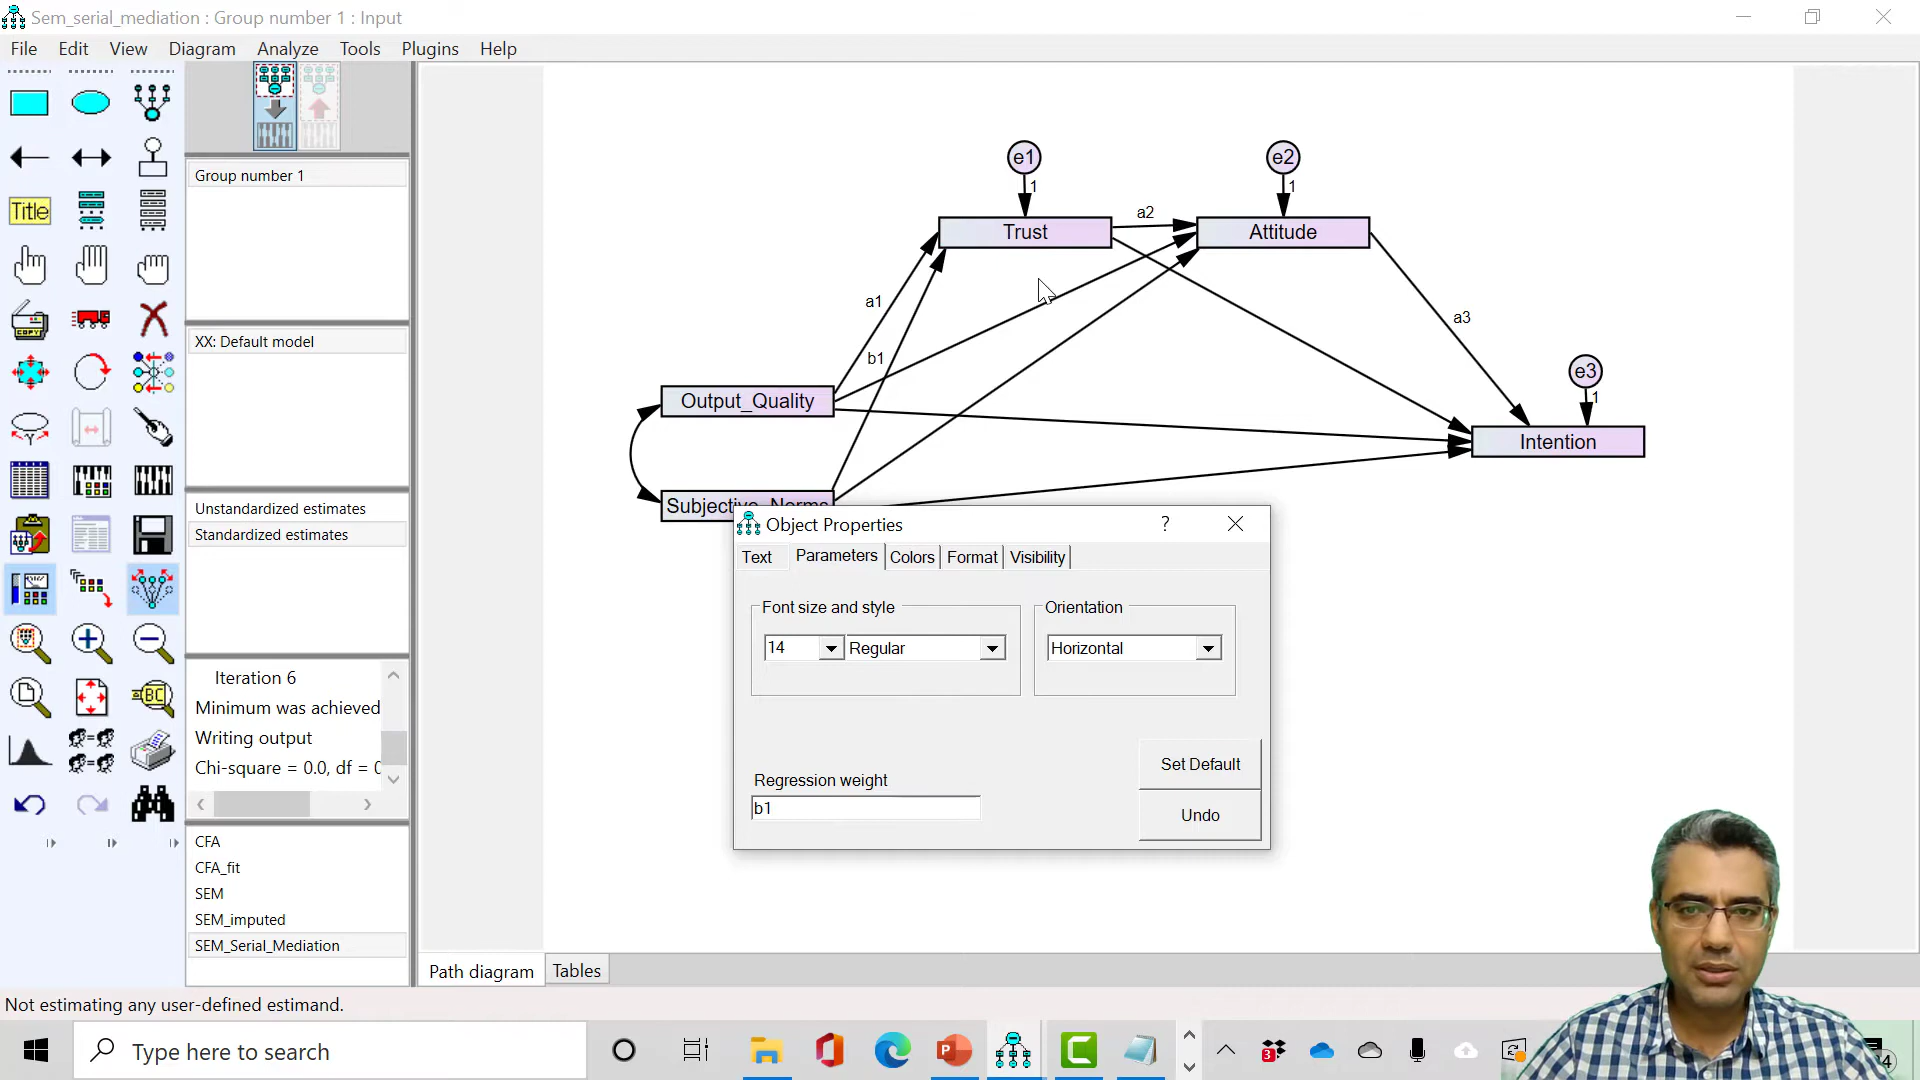 Sem_serial_mediation : Group number 1 : Input
File Edit View Diagram Analyze Tools Plugins Help
Title
Group number 1
XX: Default model
Unstandardized estimates
Standardized estimates
Iteration 6
Minimum was achieved
Writing output
Chi-square = 0.0, df = 0
CFA
CFA_fit
SEM
SEM_imputed
SEM_Serial_Mediation
COPY
BC
e1
1
e2
1
Trust
a2
Attitude
a1
b1
a3
e3
1
Output_Quality
Intention
Subjective_Norms
Object Properties ?
Text Parameters Colors Format Visibility
Font size and style
Orientation
14 Regular
Horizontal
Regression weight
b1
Set Default
Undo
Path diagram Tables
Not estimating any user-defined estimand.
Type here to search